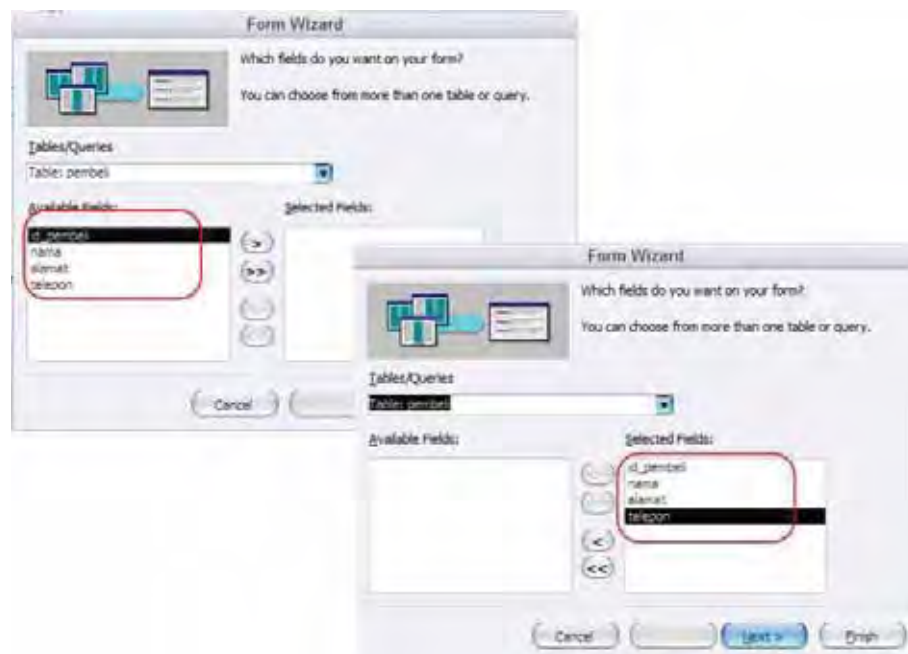 Form Wizard
Which fields do you want on your form?
You can choose from more than one table or query.
Tables/Queries
Table: pembeli
Available Fields:
Selected Fields:
id_pembeli
nama
alamat
telepon
>
>>
Cancel
Form Wizard
Which fields do you want on your form?
You can choose from more than one table or query.
Tables/Queries
Table: pembeli
Available Fields:
Selected Fields:
id_pembeli
nama
alamat
telepon
<
<<
Cancel
Next >
Finish